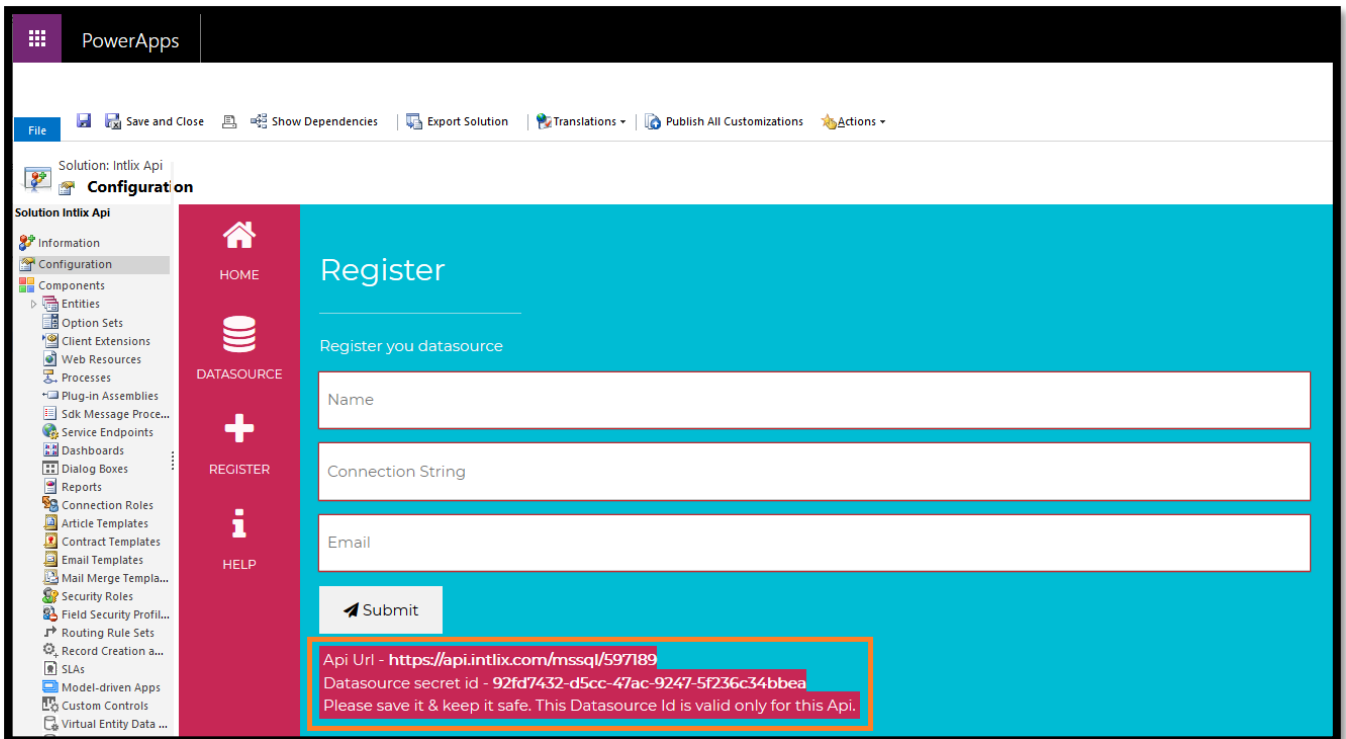 PowerApps
File
Save and Close
Show Dependencies
Export Solution
Translations
Publish All Customizations
Actions
Solution: Intlix Api
Configuration
Solution Intlix Api
Information
Configuration
Components
Entities
Option Sets
Client Extensions
Web Resources
Processes
Plug-in Assemblies
Sdk Message Proce...
Service Endpoints
Dashboards
Dialog Boxes
Reports
Connection Roles
Article Templates
Contract Templates
Email Templates
Mail Merge Templa...
Security Roles
Field Security Profil...
Routing Rule Sets
Record Creation a...
SLAs
Model-driven Apps
Custom Controls
Virtual Entity Data ...
HOME
DATASOURCE
REGISTER
HELP
Register
Register you datasource
Name
Connection String
Email
Submit
Api Url - https://api.intlix.com/mssql/597189
Datasource secret id - 92fd7432-d5cc-47ac-9247-5f236c34bbea
Please save it & keep it safe. This Datasource Id is valid only for this Api.